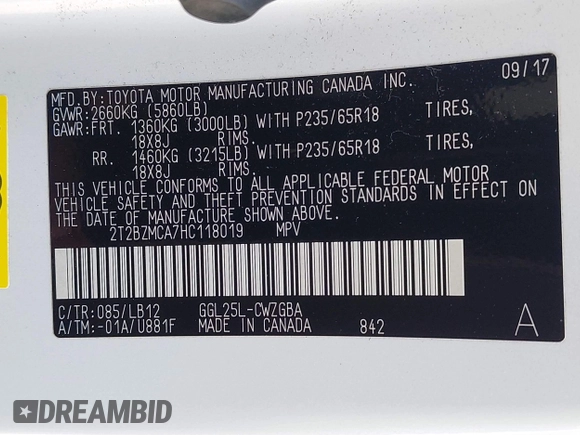 MFD.BY:TOYOTA MOTOR MANUFACTURING CANADA INC. 09/17
GVWR:2660KG (5860LB)
GAWR:FRT. 1360KG (3000LB) WITH P235/65R18 TIRES,
18X8J RIMS.
RR. 1460KG (3215LB) WITH P235/65R18 TIRES,
18X8J RIMS.
THIS VEHICLE CONFORMS TO ALL APPLICABLE FEDERAL MOTOR
VEHICLE SAFETY AND THEFT PREVENTION STANDARDS IN EFFECT ON
THE DATE OF MANUFACTURE SHOWN ABOVE.
2T2BZMCA7HC118019 MPV
C/TR:085/LB12 GGL25L-CWZGBA
A/TM:-01A/U881F MADE IN CANADA 842 A
DREAMBID